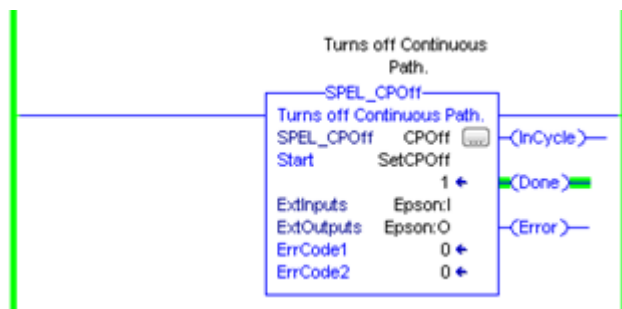 Turns off Continuous
Path.
SPEL_CPOff
Turns off Continuous Path.
SPEL_CPOff CPOff ...
(InCycle)
Start SetCPOff
1
(Done)
ExtInputs Epson:I
ExtOutputs Epson:O
(Error)
ErrCode1 0
ErrCode2 0